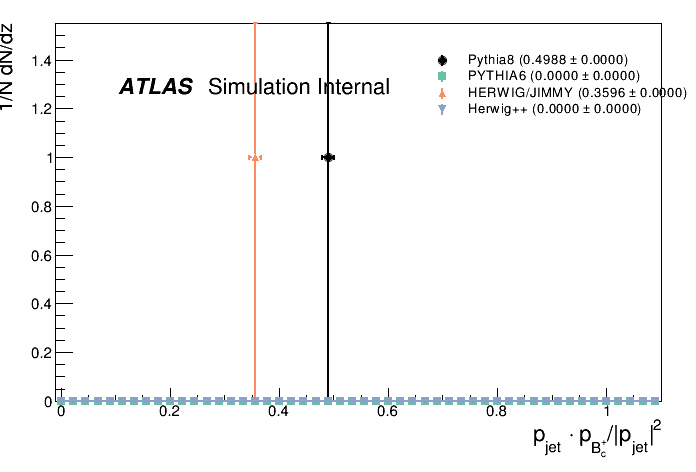 1/N dN/dz
1.4
1.2
1
0.8
0.6
0.4
0.2
0
ATLAS Simulation Internal
Pythia8 (0.4988 ± 0.0000)
PYTHIA6 (0.0000 ± 0.0000)
HERWIG/JIMMY (0.3596 ± 0.0000)
Herwig++ (0.0000 ± 0.0000)
0 0.2 0.4 0.6 0.8 1
p_jet · p_B_c^+/|p_jet|^2